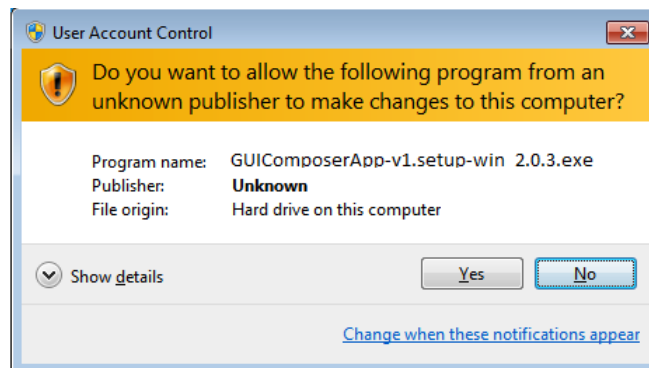 User Account Control
Do you want to allow the following program from an
unknown publisher to make changes to this computer?
Program name: GUIComposerApp-v1.setup-win 2.0.3.exe
Publisher: Unknown
File origin: Hard drive on this computer
Show details Yes No
Change when these notifications appear